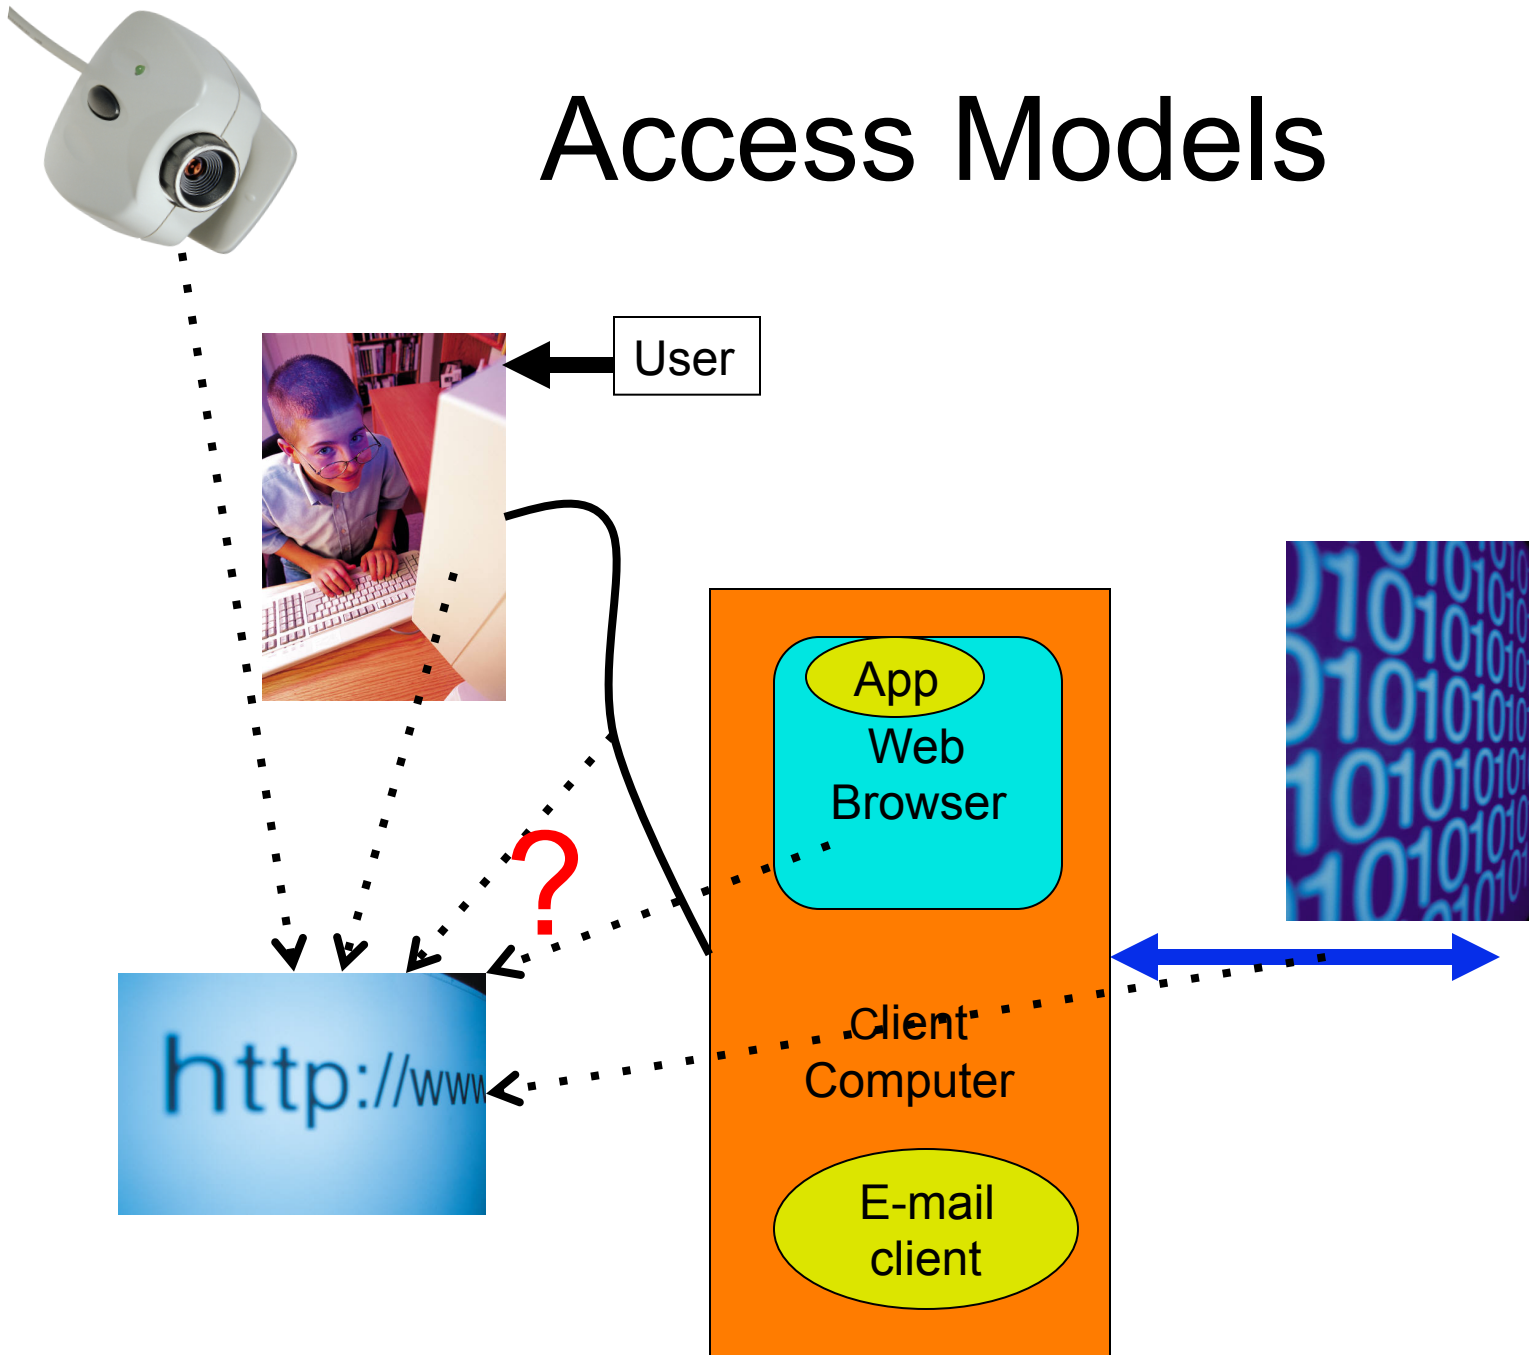 Access Models
User
App
Web
Browser
?
Client
Computer
http://www
E-mail
client